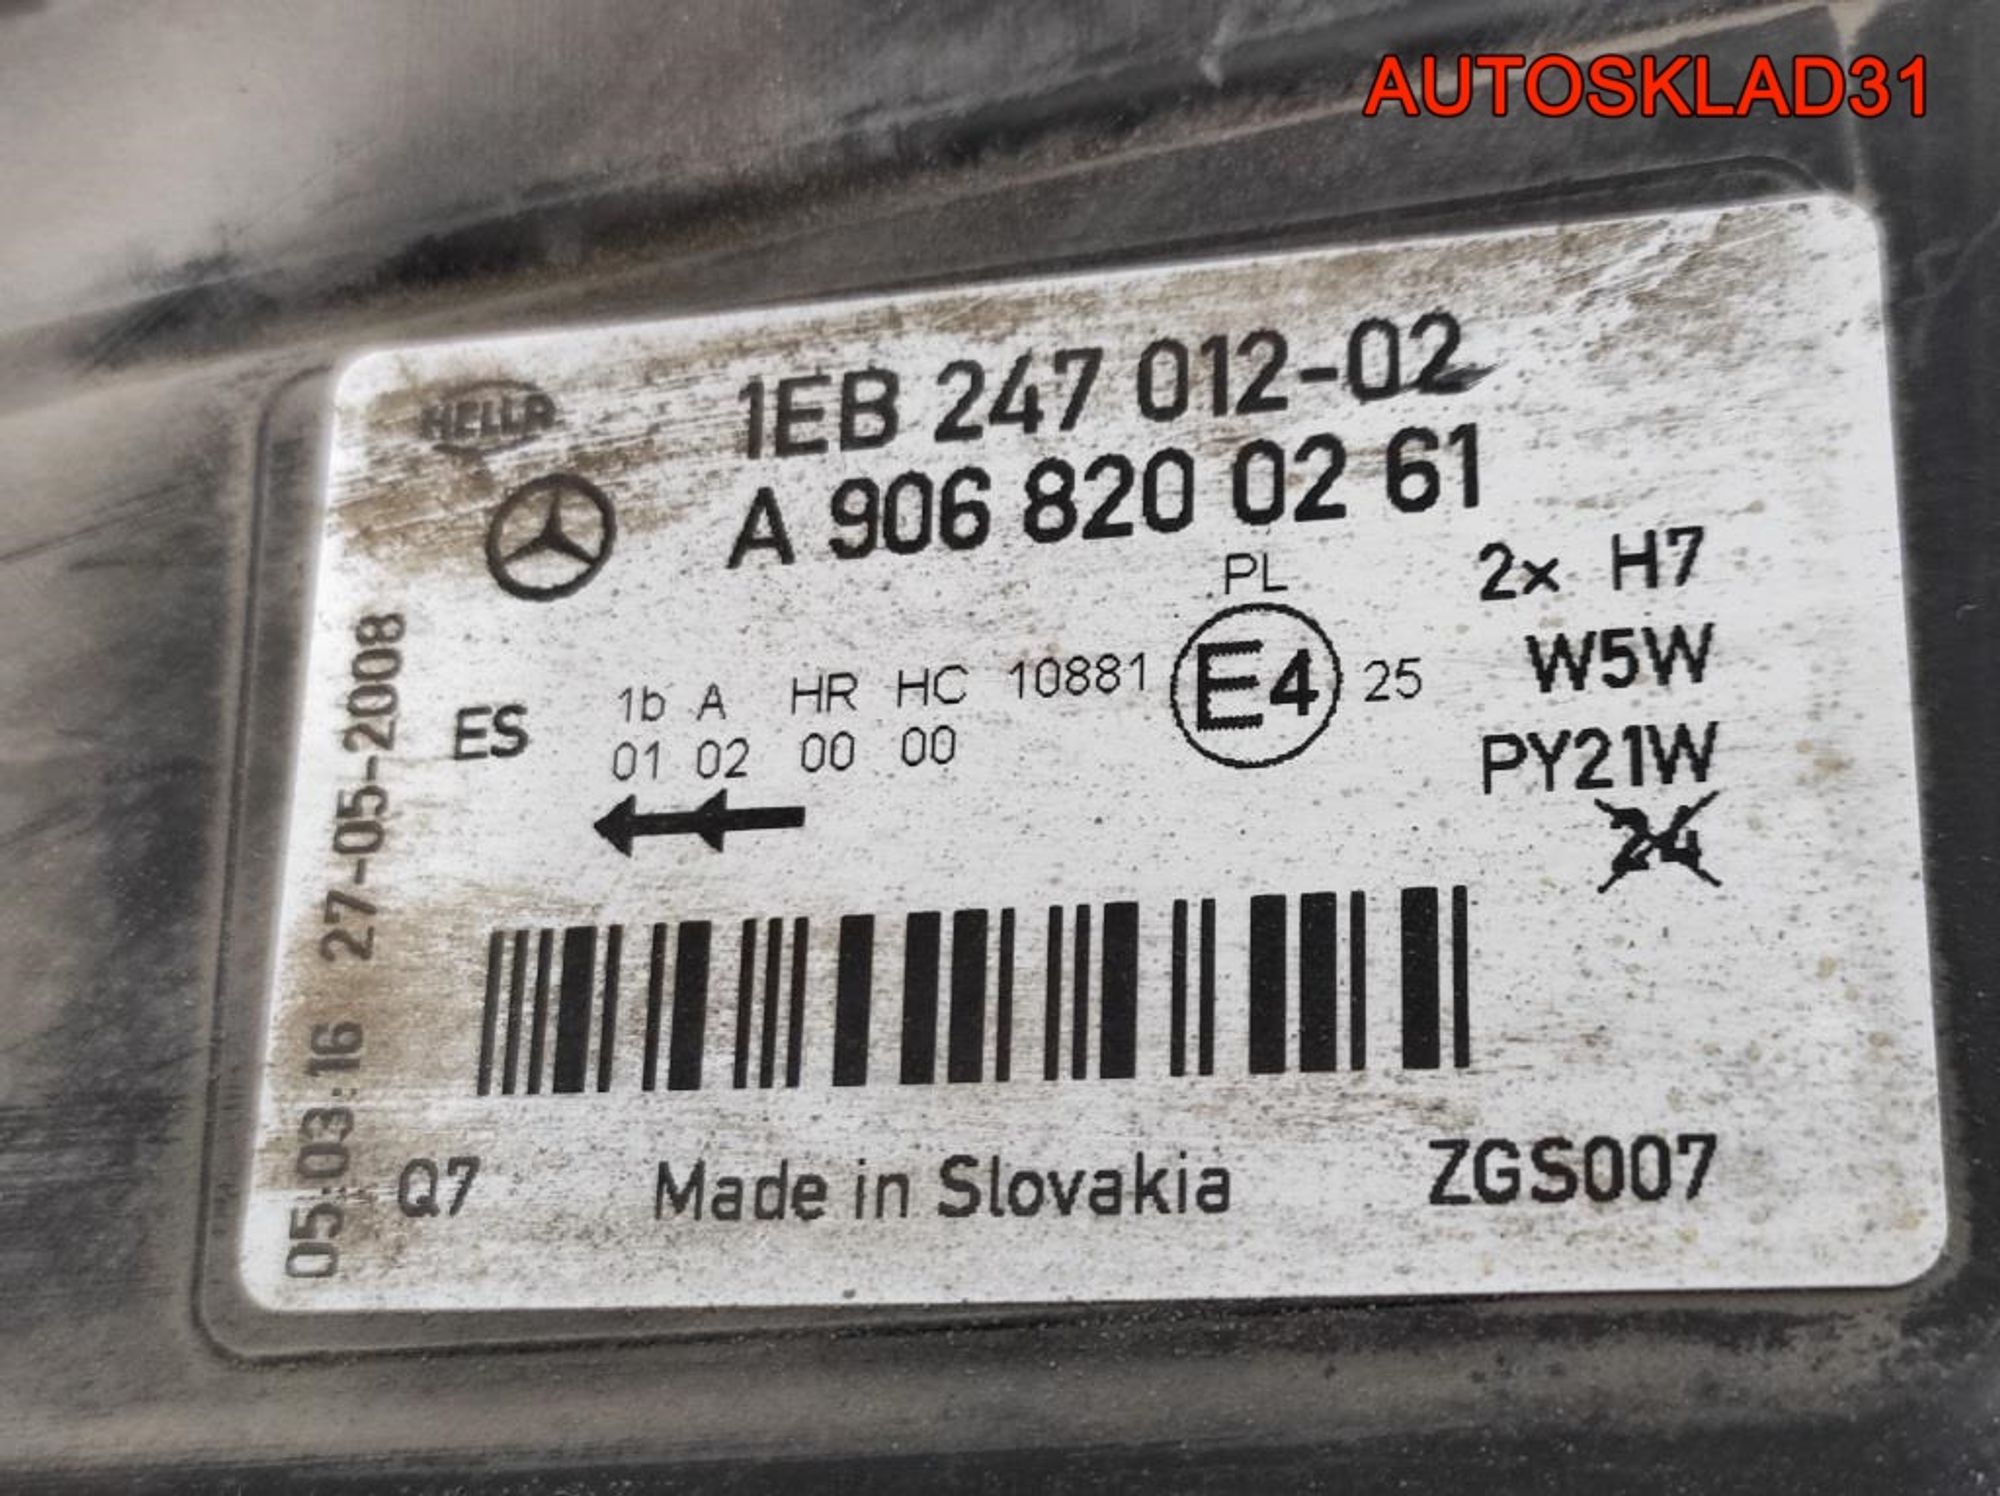 AUTOSKLAD31
HELLA
1EB 247 012-02
A 906 820 02 61
PL
2x H7
W5W
PY21W
24
ES
1b A HR HC 10881 E4 25
01 02 00 00
05:03:16 27-05-2008
Q7
Made in Slovakia
ZGS007